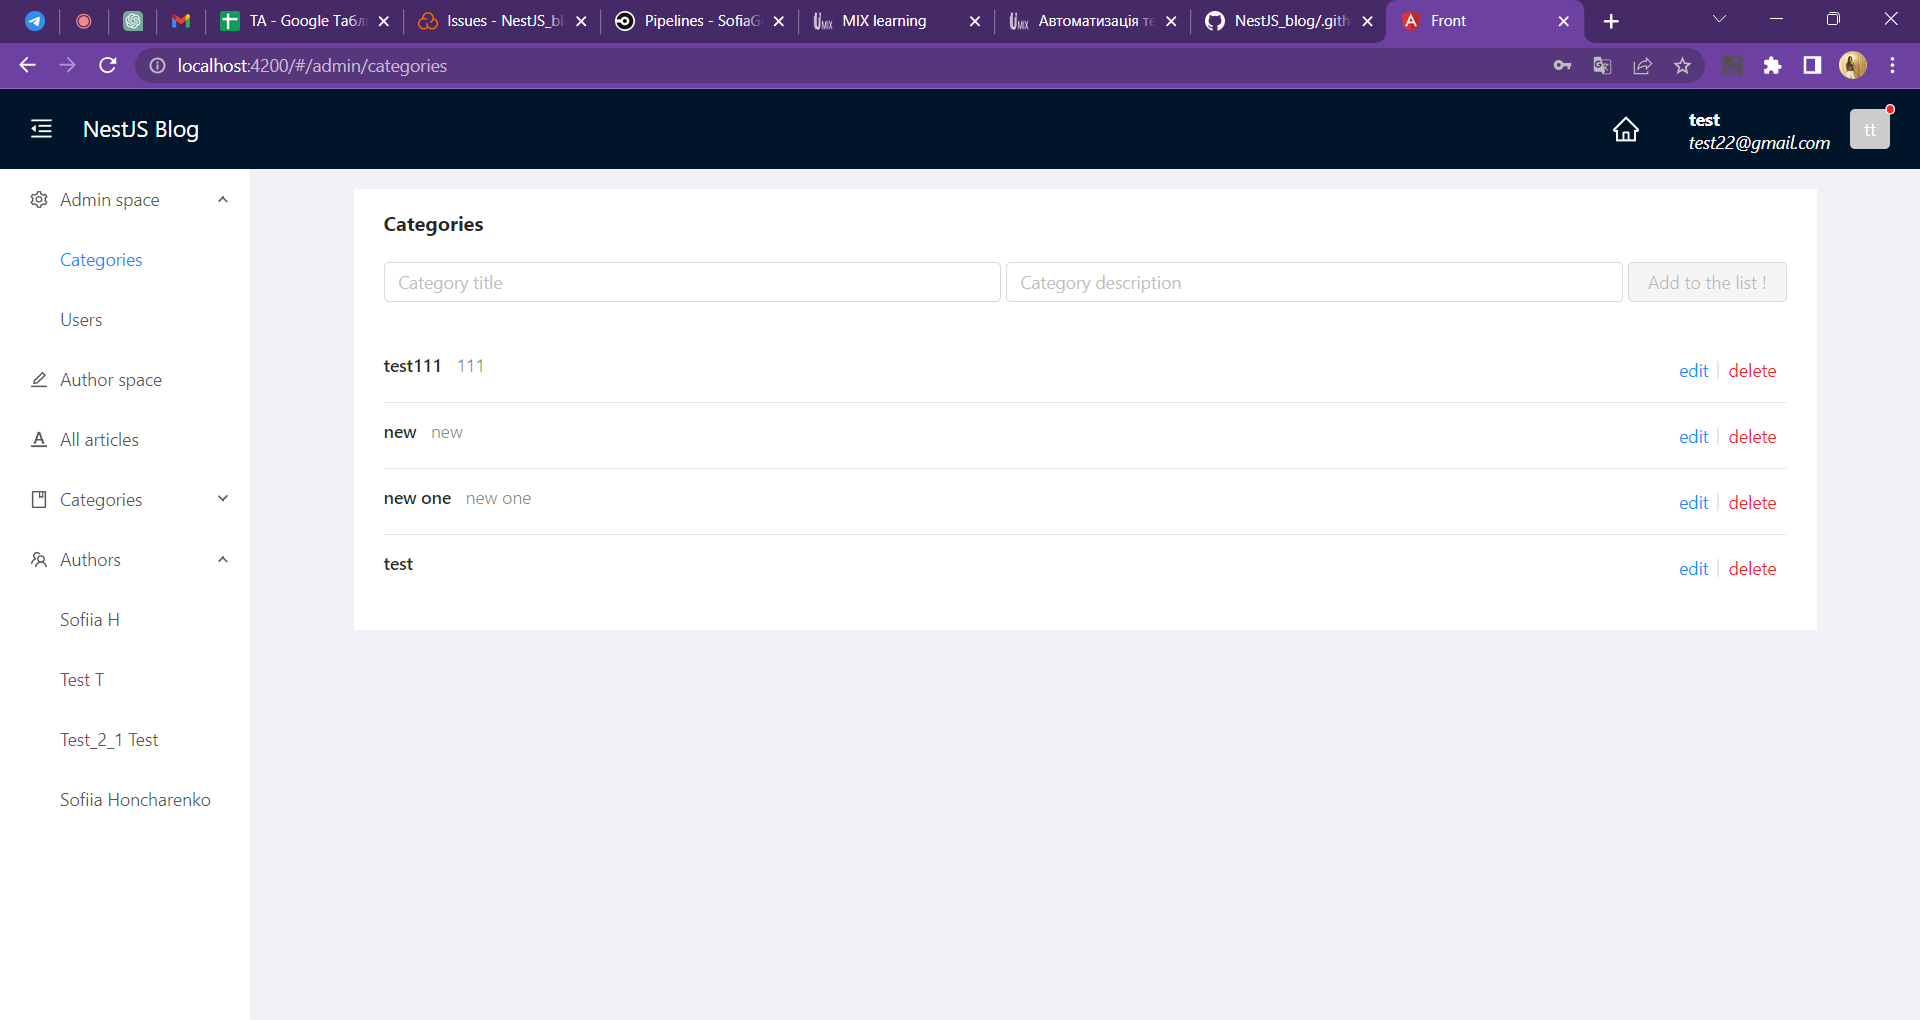 TA - Google Табл
Issues - NestJS_bl
Pipelines - SofiaG
MIX learning
Автоматизація те
NestJS_blog/.gith
Front
localhost:4200/#/admin/categories
NestJS Blog
test
test22@gmail.com
tt
Admin space
Categories
Users
Author space
All articles
Categories
Authors
Sofiia H
Test T
Test_2_1 Test
Sofiia Honcharenko
Categories
Category title
Category description
Add to the list !
test111 111
edit delete
new new
edit delete
new one new one
edit delete
test
edit delete